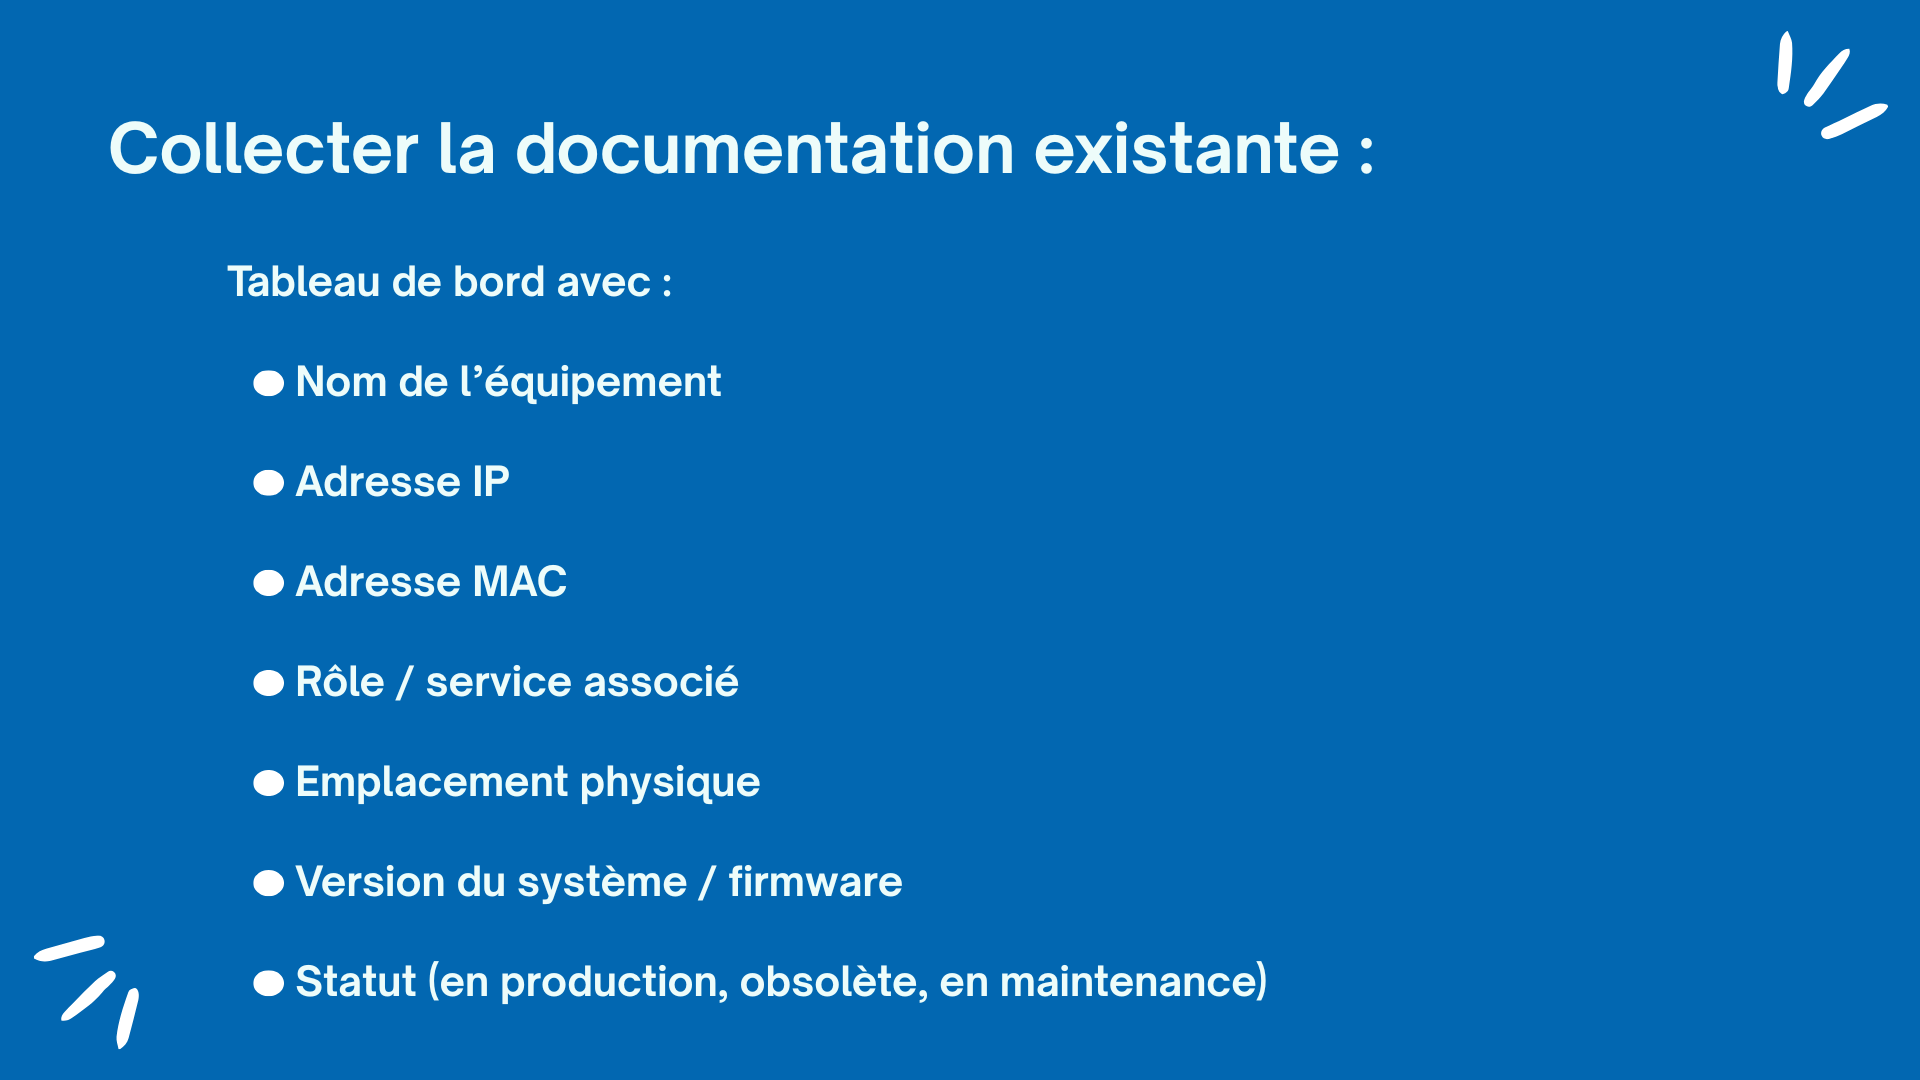 Collecter la documentation existante :
Tableau de bord avec :
Nom de l’équipement
Adresse IP
Adresse MAC
Rôle / service associé
Emplacement physique
Version du système / firmware
Statut (en production, obsolète, en maintenance)